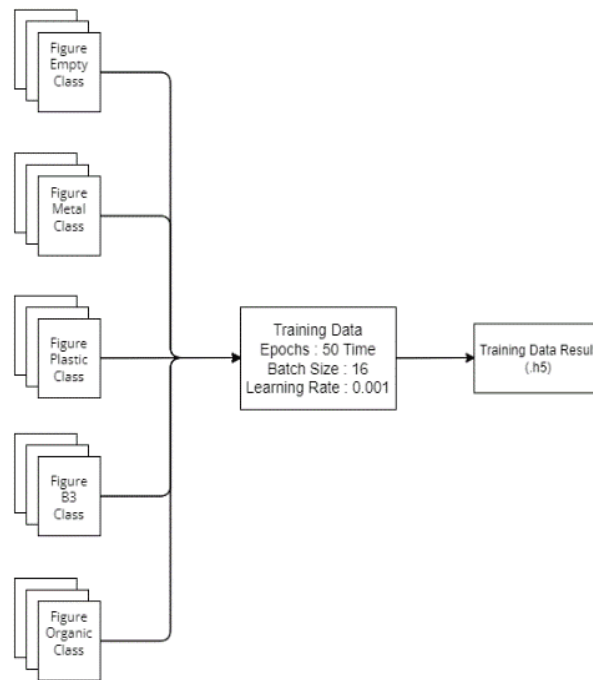 Figure
Empty
Class
Figure
Metal
Class
Figure
Plastic
Class
Figure
B3
Class
Figure
Organic
Class
Training Data
Epochs : 50 Time
Batch Size : 16
Learning Rate : 0.001
Training Data Resul
(.h5)